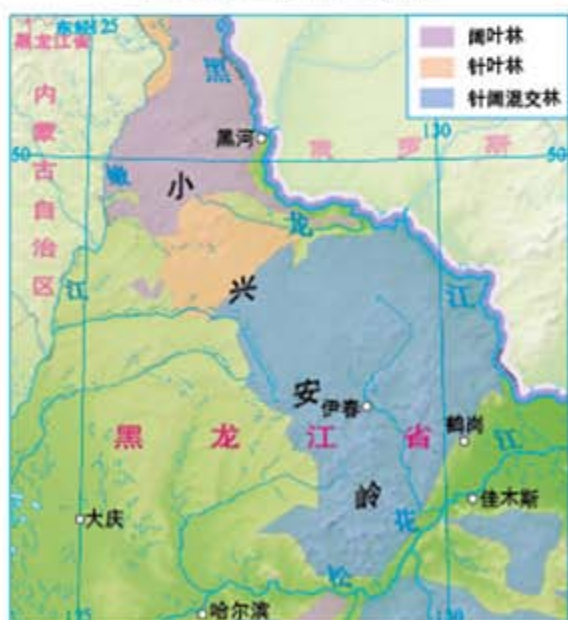 东经125
黑龙江省
阔叶林
针叶林
针阔混交林
130
俄罗斯
50
50
内蒙古自治区
黑
龙
江
黑河
嫩
江
小
兴
安
岭
伊春
鹤岗
黑龙江省
江
佳木斯
大庆
花
松
哈尔滨
125
130